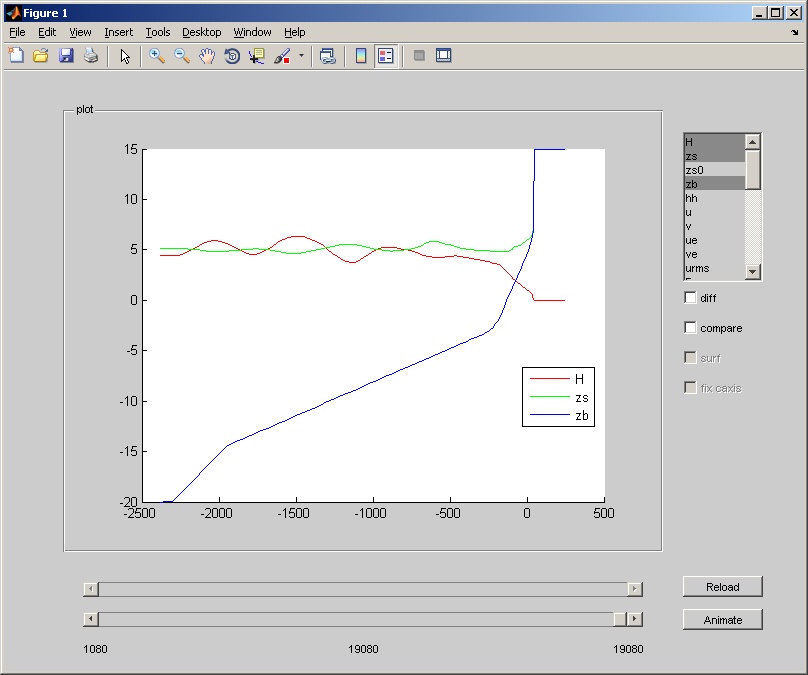 Figure 1
File Edit View Insert Tools Desktop Window Help
plot
15
10
5
0
-5
-10
-15
-20
-2500 -2000 -1500 -1000 -500 0 500
H
zs
zb
H
zs
zs0
zb
hh
u
v
ue
ve
urms
diff
compare
surf
fix caxis
Reload
Animate
1080 19080 19080